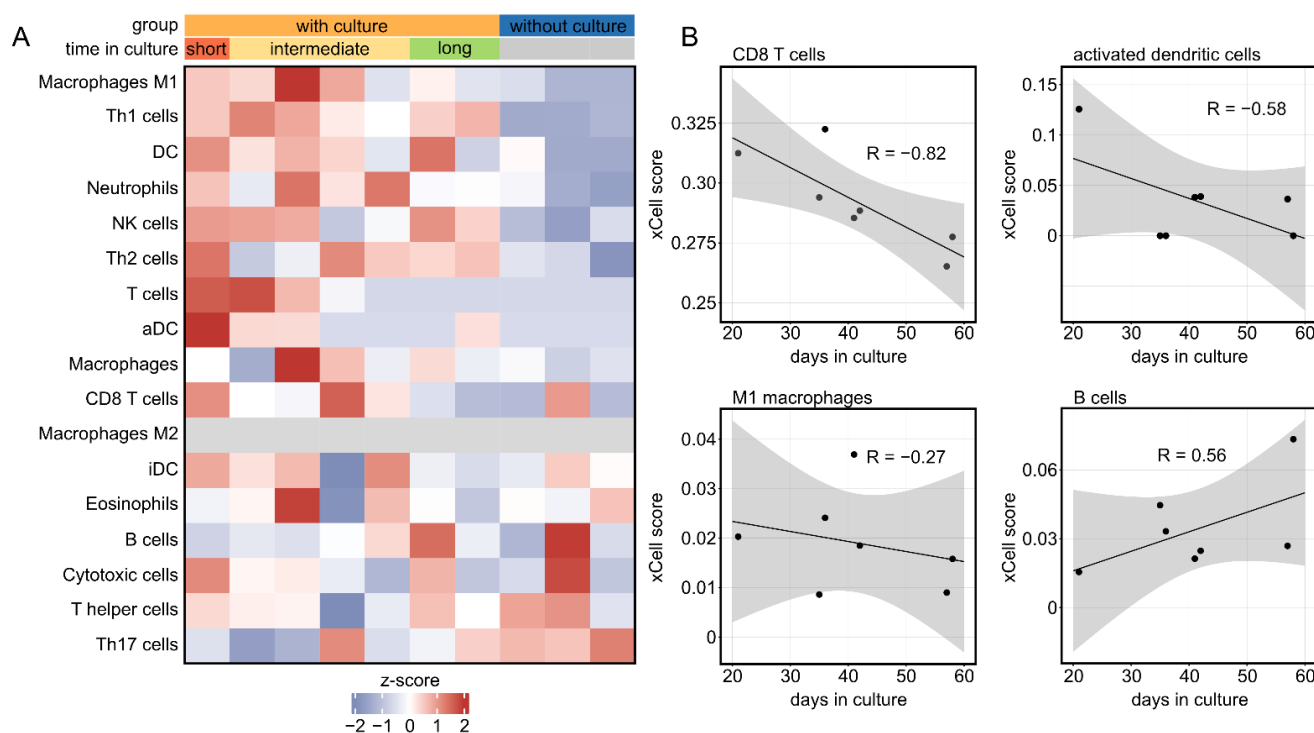 A
group
with culture
without culture
time in culture
short
intermediate
long
Macrophages M1
Th1 cells
DC
Neutrophils
NK cells
Th2 cells
T cells
aDC
Macrophages
CD8 T cells
Macrophages M2
iDC
Eosinophils
B cells
Cytotoxic cells
T helper cells
Th17 cells
z-score
−2 −1 0 1 2
B
CD8 T cells
xCell score
0.325
0.30
0.275
0.25
R = −0.82
20 30 40 50 60
days in culture
activated dendritic cells
xCell score
0.15
0.1
0.05
0
R = −0.58
20 30 40 50 60
days in culture
M1 macrophages
xCell score
0.04
0.03
0.02
0.01
0
R = −0.27
20 30 40 50 60
days in culture
B cells
xCell score
0.06
0.03
0
R = 0.56
20 30 40 50 60
days in culture